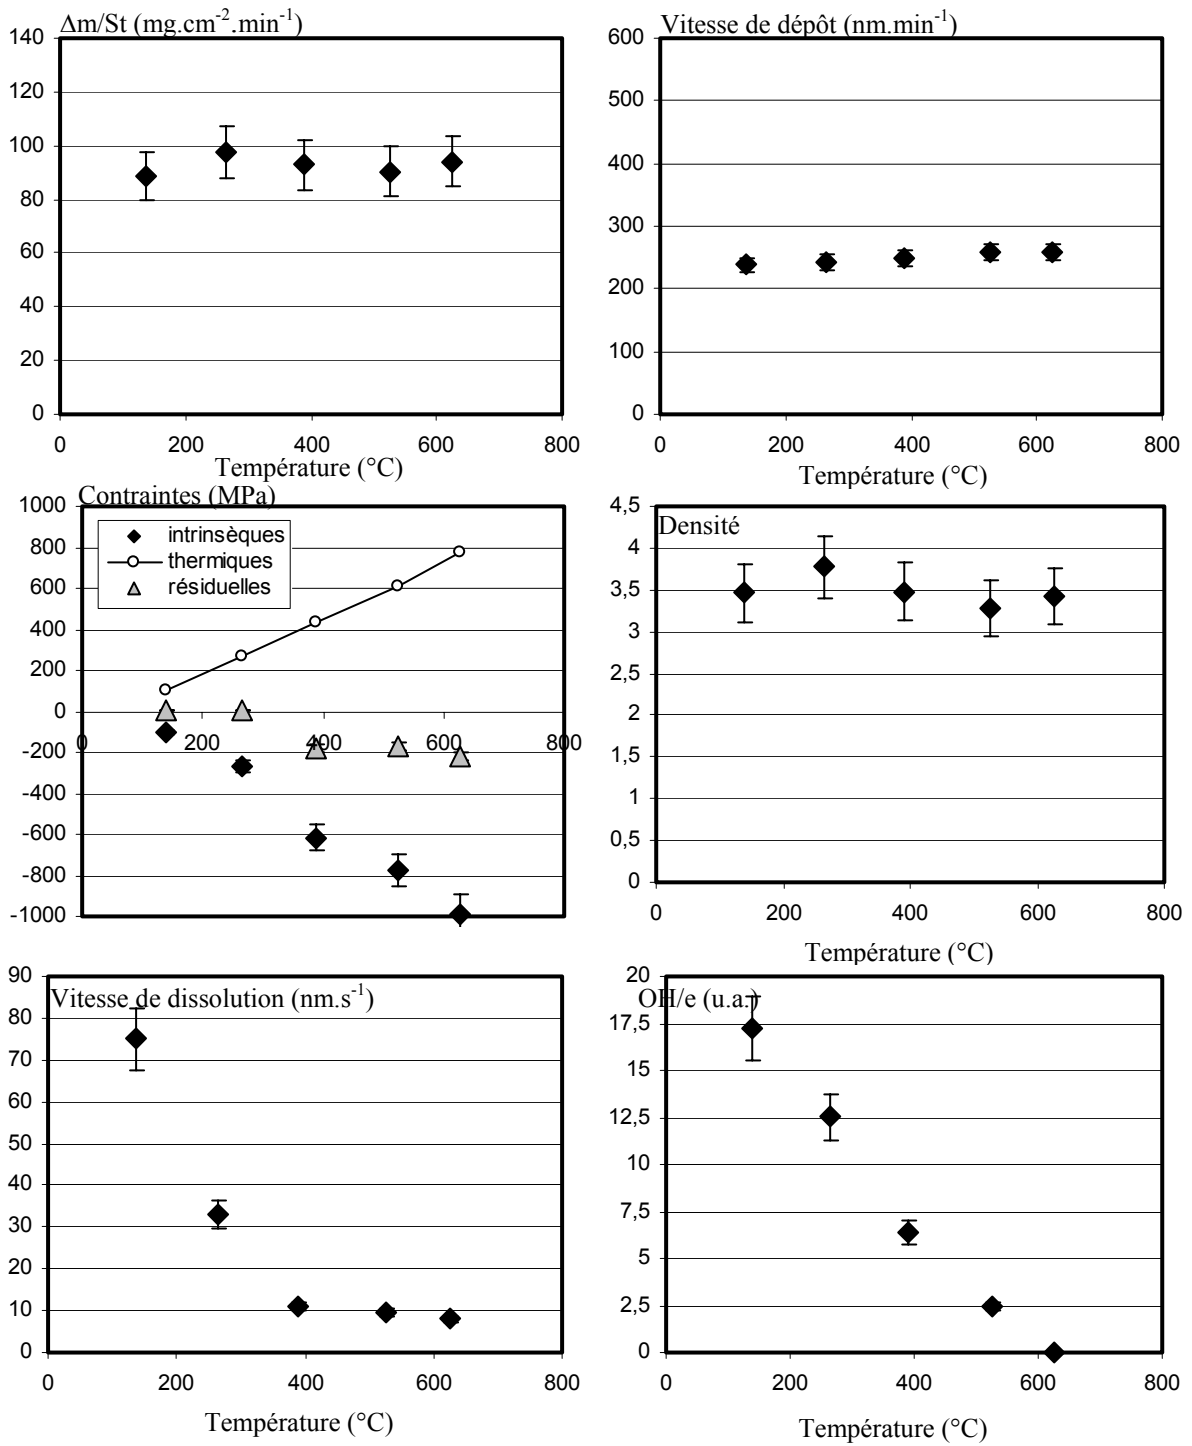 Δm/St (mg.cm⁻².min⁻¹)
140
120
100
80
60
40
20
0
0 200 400 600 800
Température (°C)
Vitesse de dépôt (nm.min⁻¹)
600
500
400
300
200
100
0
0 200 400 600 800
Température (°C)
Contraintes (MPa)
1000
800
600
400
200
0
-200
-400
-600
-800
-1000
intrinsèques
thermiques
résiduelles
0 200 400 600 800
Densité
4,5
4
3,5
3
2,5
2
1,5
1
0,5
0
0 200 400 600 800
Température (°C)
Vitesse de dissolution (nm.s⁻¹)
90
80
70
60
50
40
30
20
10
0
0 200 400 600 800
Température (°C)
OH/e (u.a.)
20
17,5
15
12,5
10
7,5
5
2,5
0
0 200 400 600 800
Température (°C)